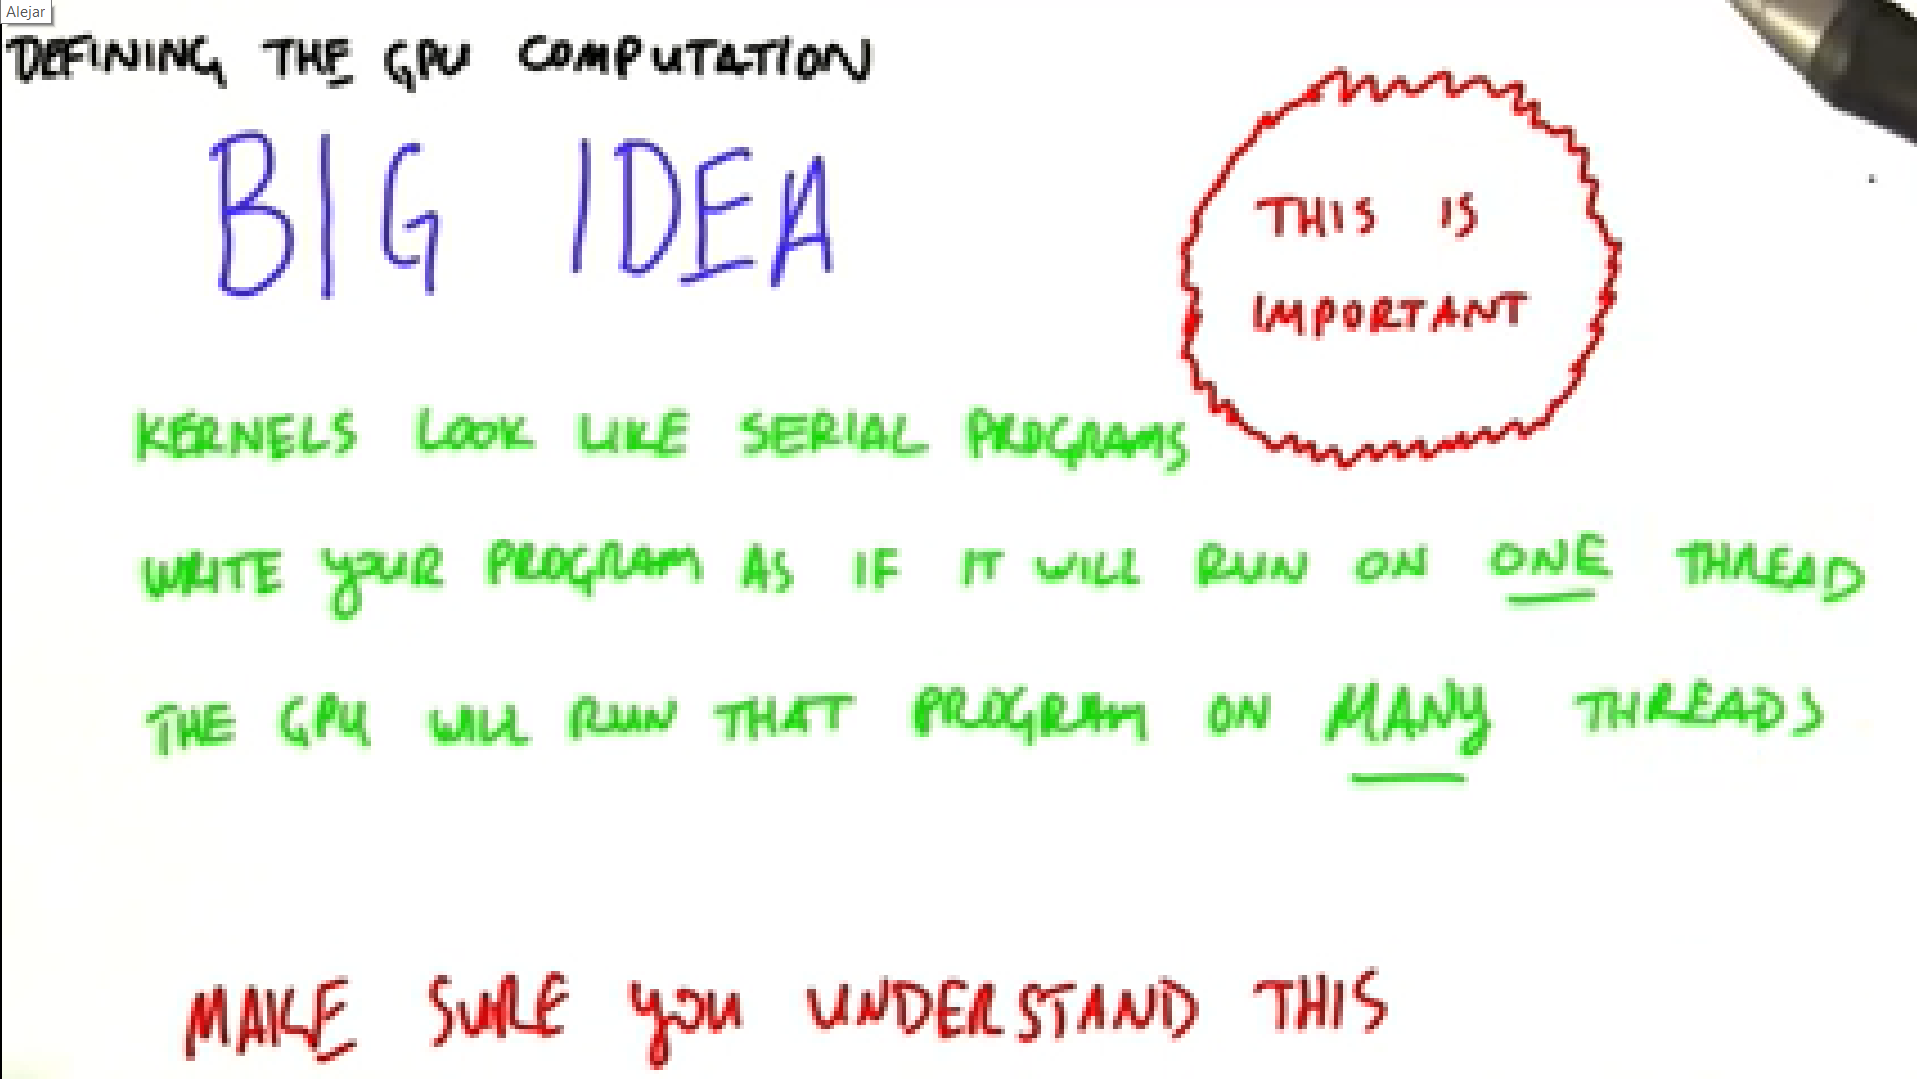 Alejar
DEFINING THE GPU COMPUTATION
BIG IDEA
THIS IS
IMPORTANT
KERNELS LOOK LIKE SERIAL PROGRAMS
WRITE YOUR PROGRAM AS IF IT WILL RUN ON ONE THREAD
THE GPU WILL RUN THAT PROGRAM ON MANY THREADS
MAKE SURE YOU UNDERSTAND THIS